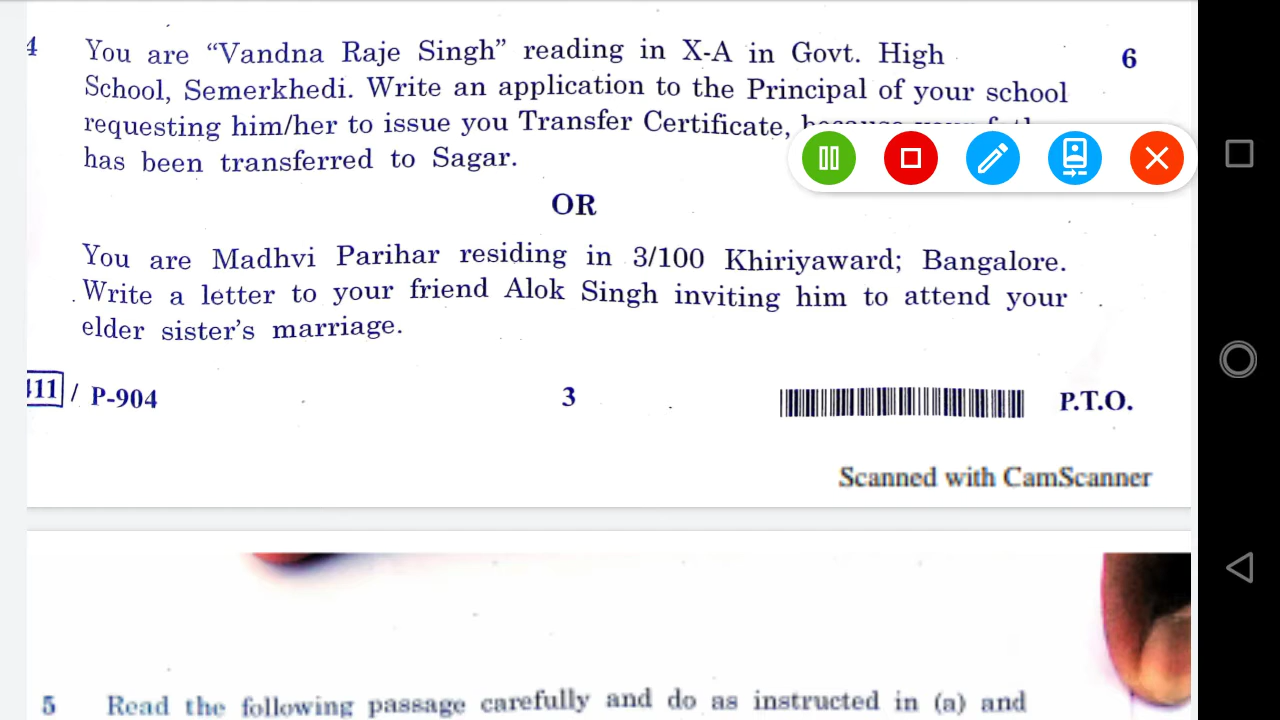 4 You are “Vandna Raje Singh” reading in X-A in Govt. High 6
School, Semerkhedi. Write an application to the Principal of your school
requesting him/her to issue you Transfer Certificate,
has been transferred to Sagar.
OR
You are Madhvi Parihar residing in 3/100 Khiriyaward; Bangalore.
Write a letter to your friend Alok Singh inviting him to attend your
elder sister’s marriage.
411 / P-904 3 P.T.O.
Scanned with CamScanner
5 Read the following passage carefully and do as instructed in (a) and